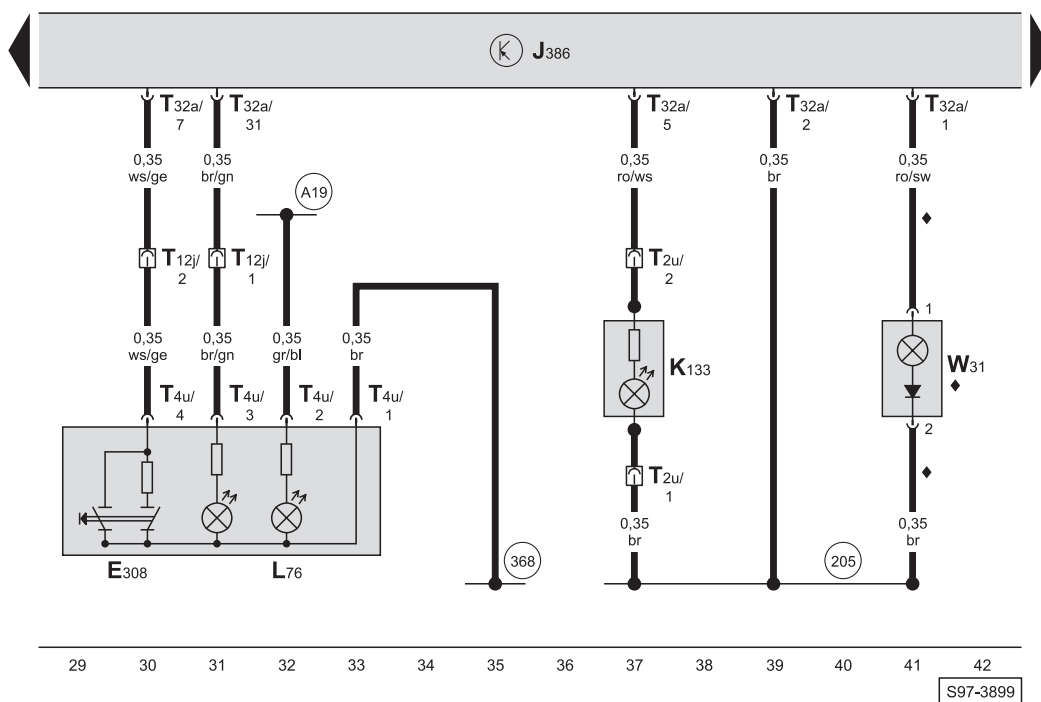 J386
T32a/ T32a/ T32a/ T32a/ T32a/
7 31 5 2 1
0,35 0,35 0,35 0,35 0,35
ws/ge br/gn ro/ws br ro/sw
A19
T12j/ T12j/ T2u/
2 1 2
1
0,35 0,35 0,35 0,35
ws/ge br/gn gr/bl br
K133 W31
T4u/ T4u/ T4u/ T4u/
4 3 2 1
2
T2u/
1
0,35 0,35
br br
E308 L76 368 205
29 30 31 32 33 34 35 36 37 38 39 40 41 42
S97-3899